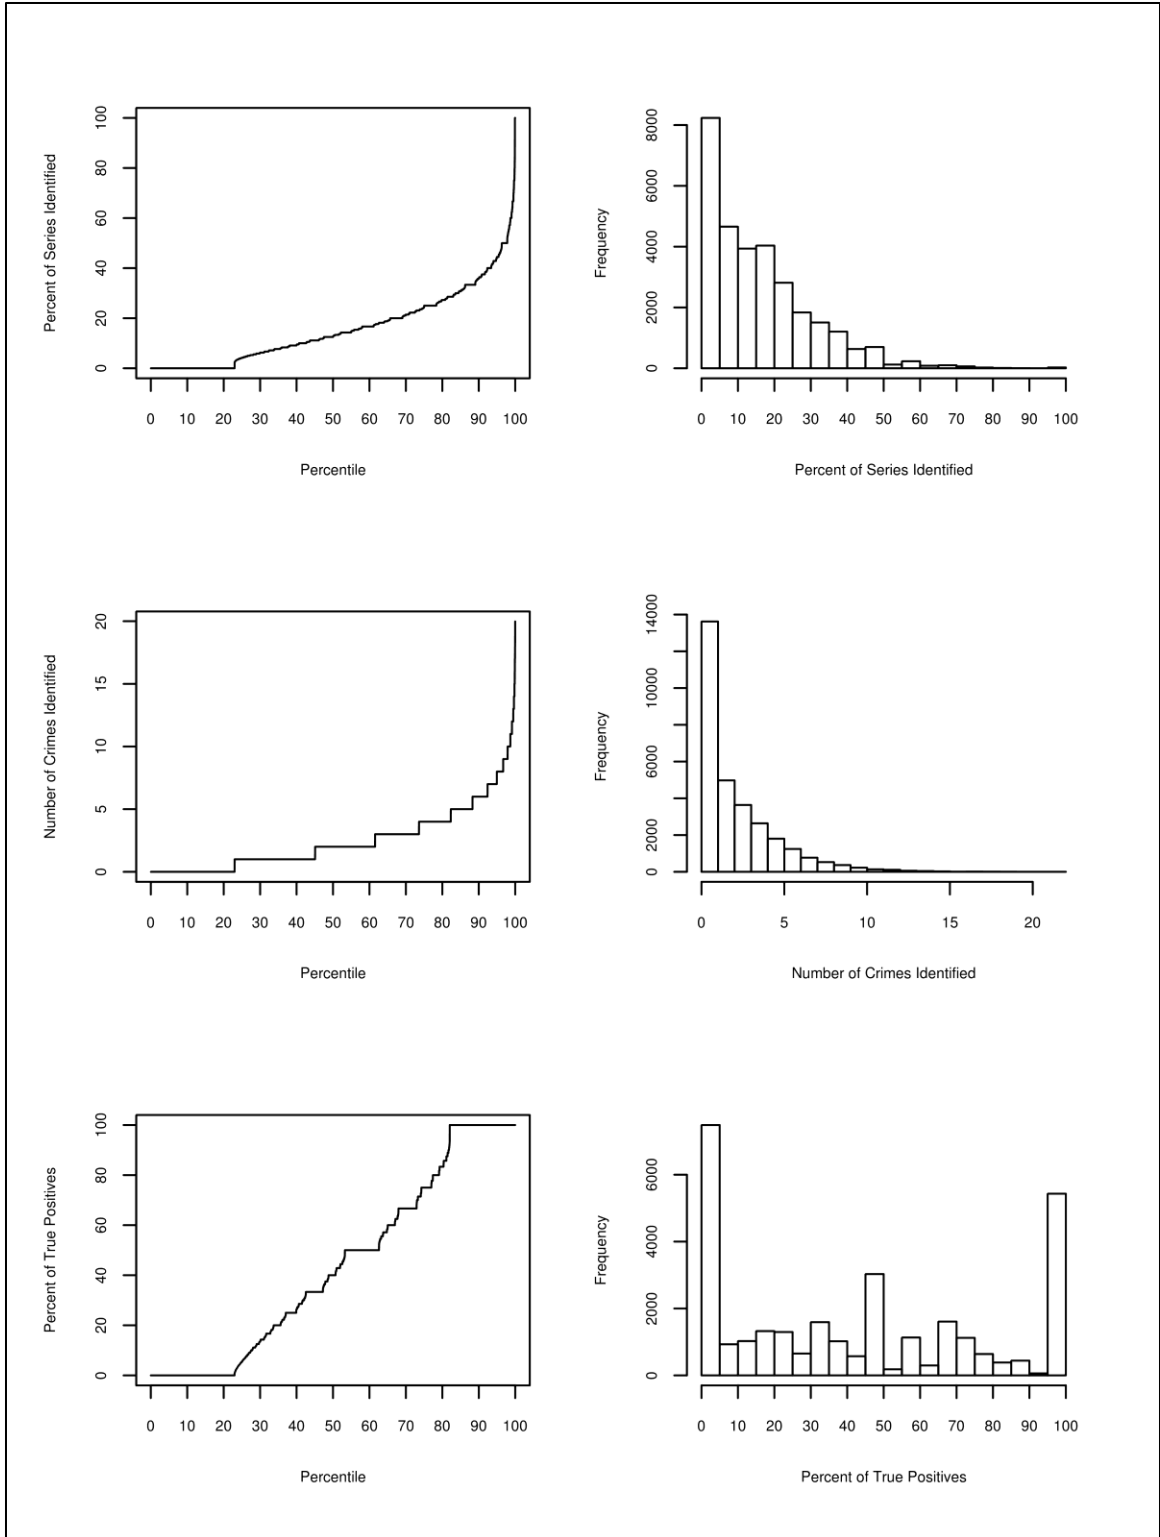 Percent of Series Identified
0 20 40 60 80 100
0 10 20 30 40 50 60 70 80 90 100
Percentile
Frequency
0 2000 4000 6000 8000
0 10 20 30 40 50 60 70 80 90 100
Percent of Series Identified
Number of Crimes Identified
0 5 10 15 20
0 10 20 30 40 50 60 70 80 90 100
Percentile
Frequency
0 2000 6000 10000 14000
0 5 10 15 20
Number of Crimes Identified
Percent of True Positives
0 20 40 60 80 100
0 10 20 30 40 50 60 70 80 90 100
Percentile
Frequency
0 2000 4000 6000
0 10 20 30 40 50 60 70 80 90 100
Percent of True Positives